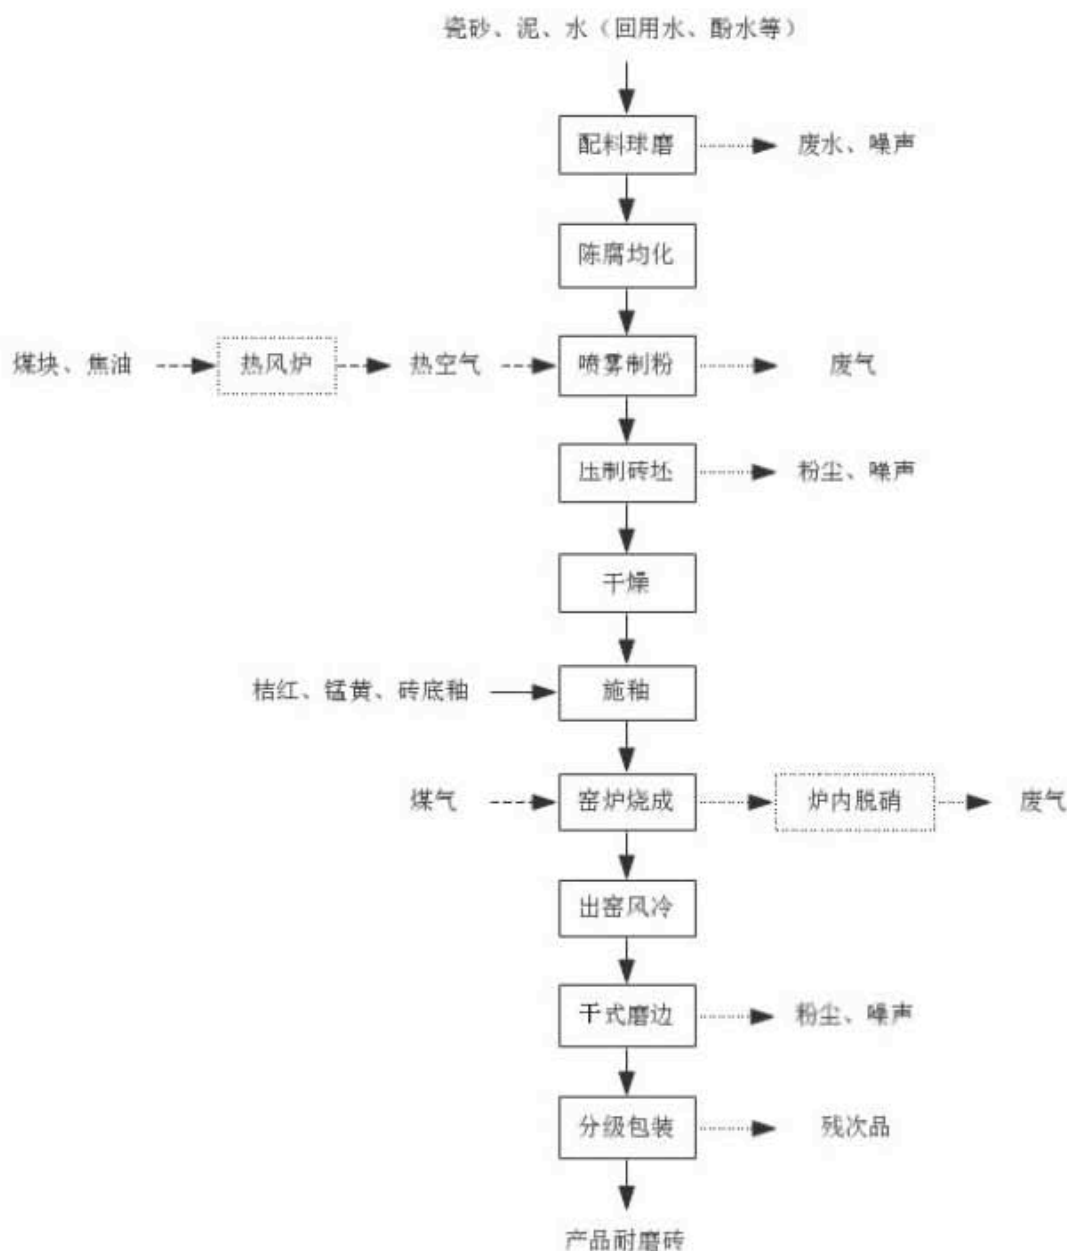 瓷砂、泥、水（回用水、酚水等）
配料球磨 废水、噪声
陈腐均化
煤块、焦油 热风炉 热空气 喷雾制粉 废气
压制砖坯 粉尘、噪声
干燥
桔红、锰黄、砖底釉 施釉
煤气 窑炉烧成 炉内脱硝 废气
出窑风冷
干式磨边 粉尘、噪声
分级包装 残次品
产品耐磨砖